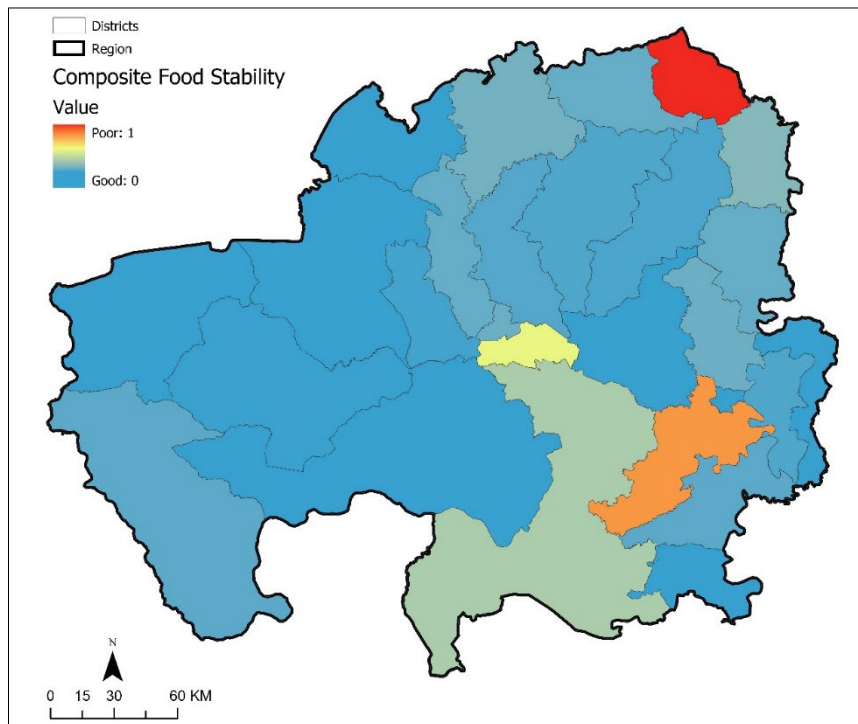 Districts
Region
Composite Food Stability
Value
Poor: 1
Good: 0
N
0 15 30 60 KM